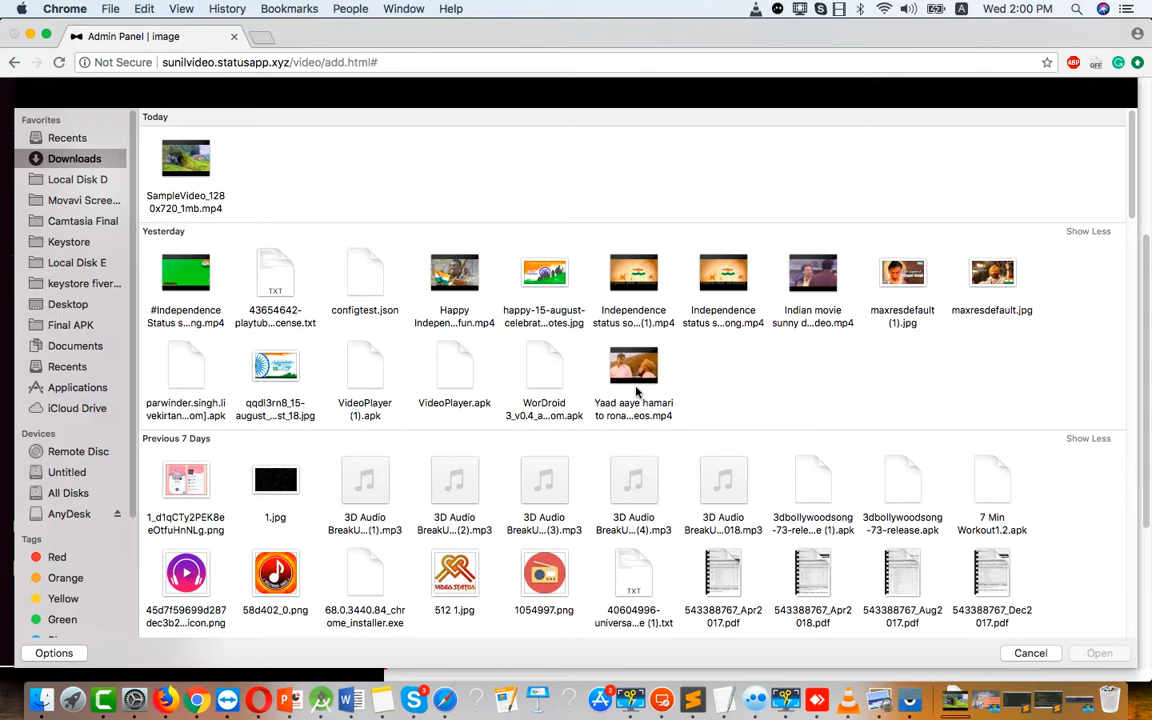 Chrome File Edit View History Bookmarks People Window Help
A Wed 2:00 PM
Admin Panel | image
Not Secure sunilvideo.statusapp.xyz/video/add.html#
ABP OFF
Favorites
Recents
Downloads
Local Disk D
Movavi Scree...
Camtasia Final
Keystore
Local Disk E
keystore fiver...
Desktop
Final APK
Documents
Recents
Applications
iCloud Drive
Devices
Remote Disc
Untitled
All Disks
AnyDesk
Tags
Red
Orange
Yellow
Green
Today
SampleVideo_128
0x720_1mb.mp4
Yesterday Show Less
TXT
#Independence
Status s...ng.mp4
43654642-
playtub...cense.txt
configtest.json
Happy
Indepen...fun.mp4
happy-15-august-
celebrat...otes.jpg
Independence
status so...(1).mp4
Independence
status s...ong.mp4
Indian movie
sunny d...deo.mp4
maxresdefault
(1).jpg
maxresdefault.jpg
parwinder.singh.li
vekirtan...om].apk
qqdl3rn8_15-
august_...st_18.jpg
VideoPlayer
(1).apk
VideoPlayer.apk
WorDroid
3_v0.4_a...om.apk
Yaad aaye hamari
to rona...eos.mp4
Previous 7 Days Show Less
1_d1qCTy2PEK8e
eOtfuHnNLg.png
1.jpg
3D Audio
BreakU...(1).mp3
3D Audio
BreakU...(2).mp3
3D Audio
BreakU...(3).mp3
3D Audio
BreakU...(4).mp3
3D Audio
BreakU...018.mp3
3dbollywoodsong
-73-rele...e (1).apk
3dbollywoodsong
-73-release.apk
7 Min
Workout1.2.apk
VIDEO STATUS
TXT
45d7f59699d287
dec3b2...icon.png
58d402_0.png
68.0.3440.84_chr
ome_installer.exe
512 1.jpg
1054997.png
40604996-
universa...e (1).txt
543388767_Apr2
017.pdf
543388767_Apr2
018.pdf
543388767_Aug2
017.pdf
543388767_Dec2
017.pdf
Options Cancel Open
3
2